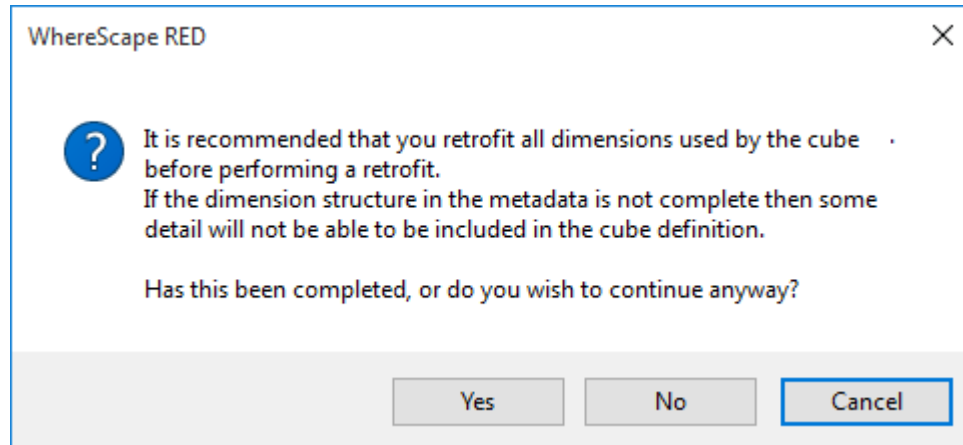 WhereScape RED
?
It is recommended that you retrofit all dimensions used by the cube
before performing a retrofit.
If the dimension structure in the metadata is not complete then some
detail will not be able to be included in the cube definition.
Has this been completed, or do you wish to continue anyway?
Yes No Cancel